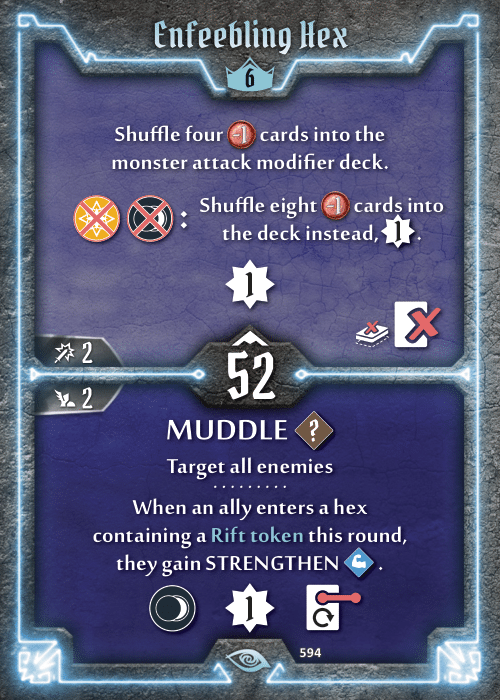 Enfeebling Hex
6
Shuffle four -1 cards into the
monster attack modifier deck.
: Shuffle eight -1 cards into
the deck instead, 1.
1
2
52
2
MUDDLE ?
Target all enemies
When an ally enters a hex
containing a Rift token this round,
they gain STRENGTHEN .
1
594